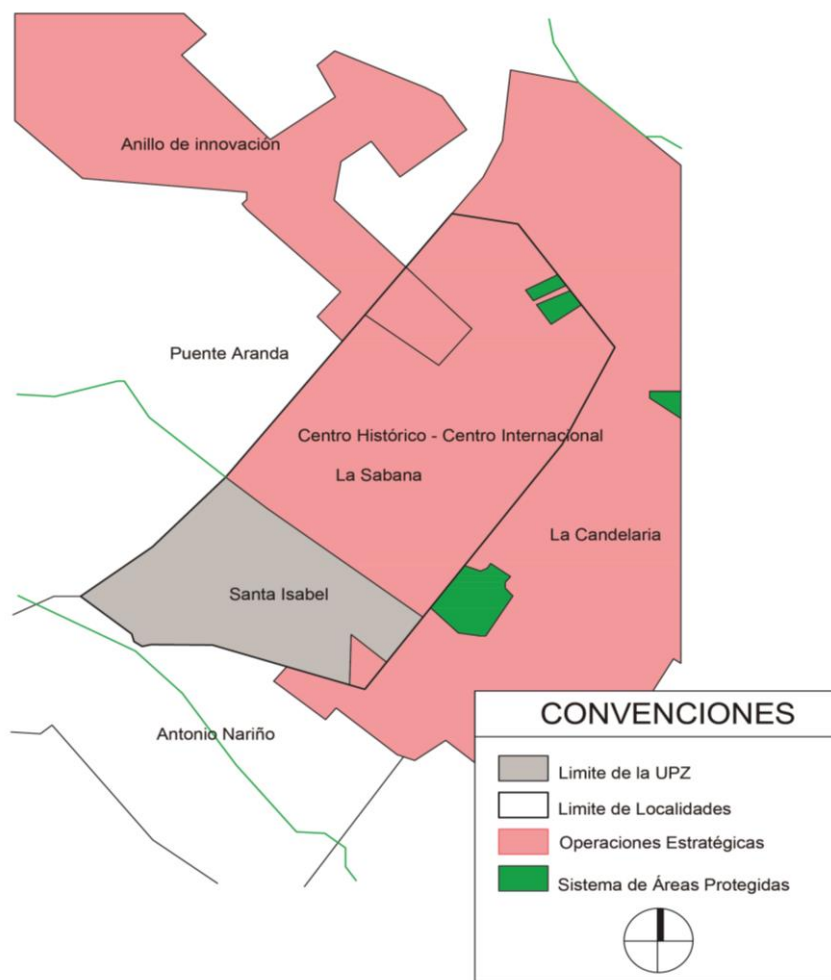 Anillo de innovación
Puente Aranda
Centro Histórico - Centro Internacional
La Sabana
La Candelaria
Santa Isabel
Antonio Nariño
CONVENCIONES
Limite de la UPZ
Limite de Localidades
Operaciones Estratégicas
Sistema de Áreas Protegidas